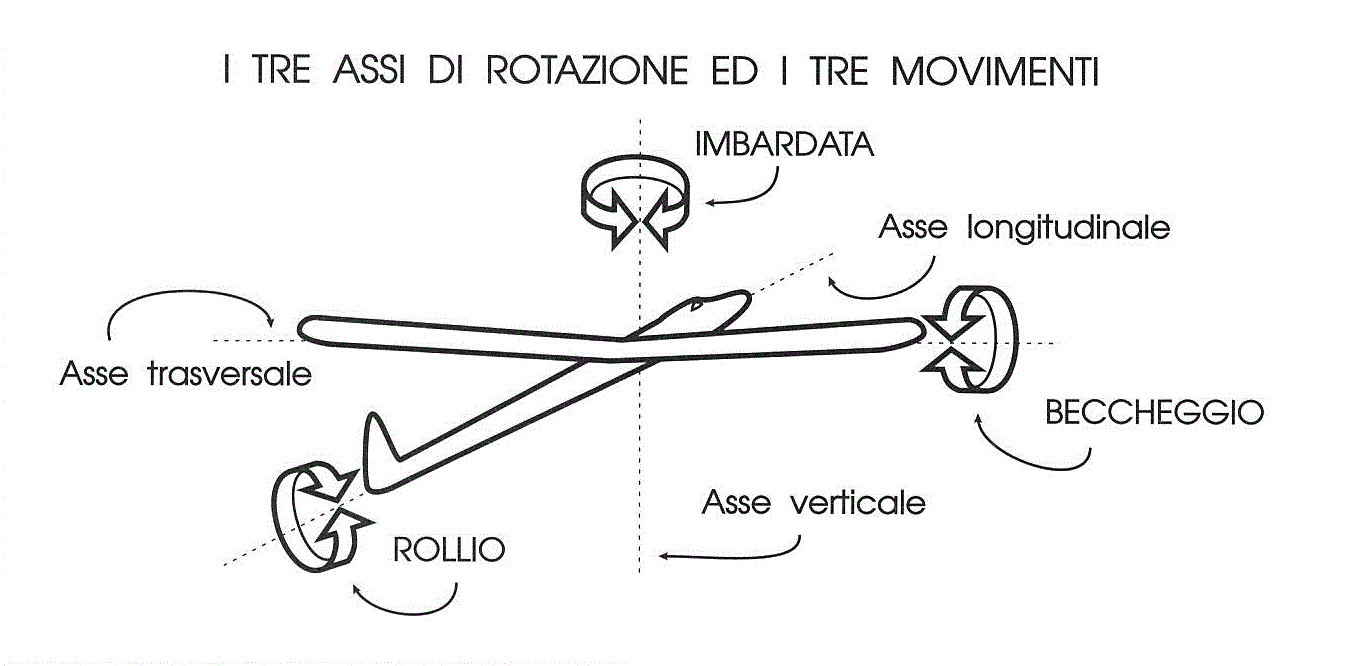 I TRE ASSI DI ROTAZIONE ED I TRE MOVIMENTI
IMBARDATA
Asse longitudinale
Asse trasversale
BECCHEGGIO
Asse verticale
ROLLIO